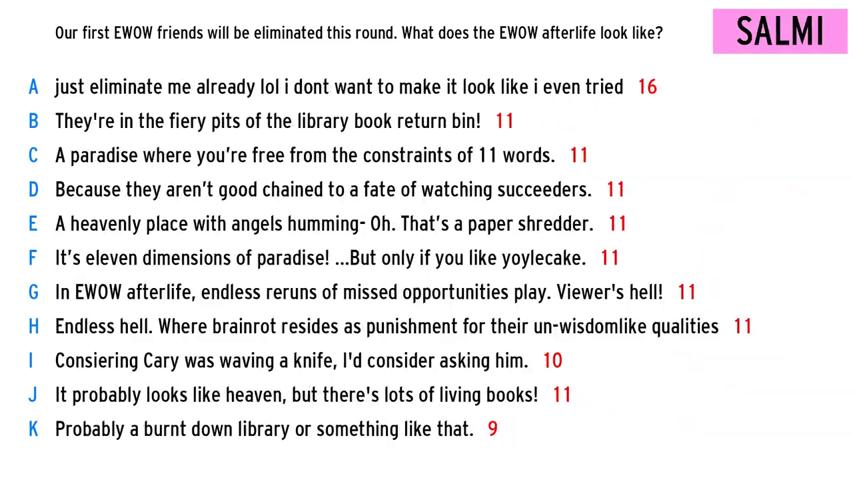 Our first EWOW friends will be eliminated this round. What does the EWOW afterlife look like?
SALMI
A just eliminate me already lol i dont want to make it look like i even tried 16
B They're in the fiery pits of the library book return bin! 11
C A paradise where you’re free from the constraints of 11 words. 11
D Because they aren’t good chained to a fate of watching succeeders. 11
E A heavenly place with angels humming- Oh. That’s a paper shredder. 11
F It’s eleven dimensions of paradise! ...But only if you like yoylecake. 11
G In EWOW afterlife, endless reruns of missed opportunities play. Viewer's hell! 11
H Endless hell. Where brainrot resides as punishment for their un-wisdomlike qualities 11
I Consiering Cary was waving a knife, I'd consider asking him. 10
J It probably looks like heaven, but there's lots of living books! 11
K Probably a burnt down library or something like that. 9